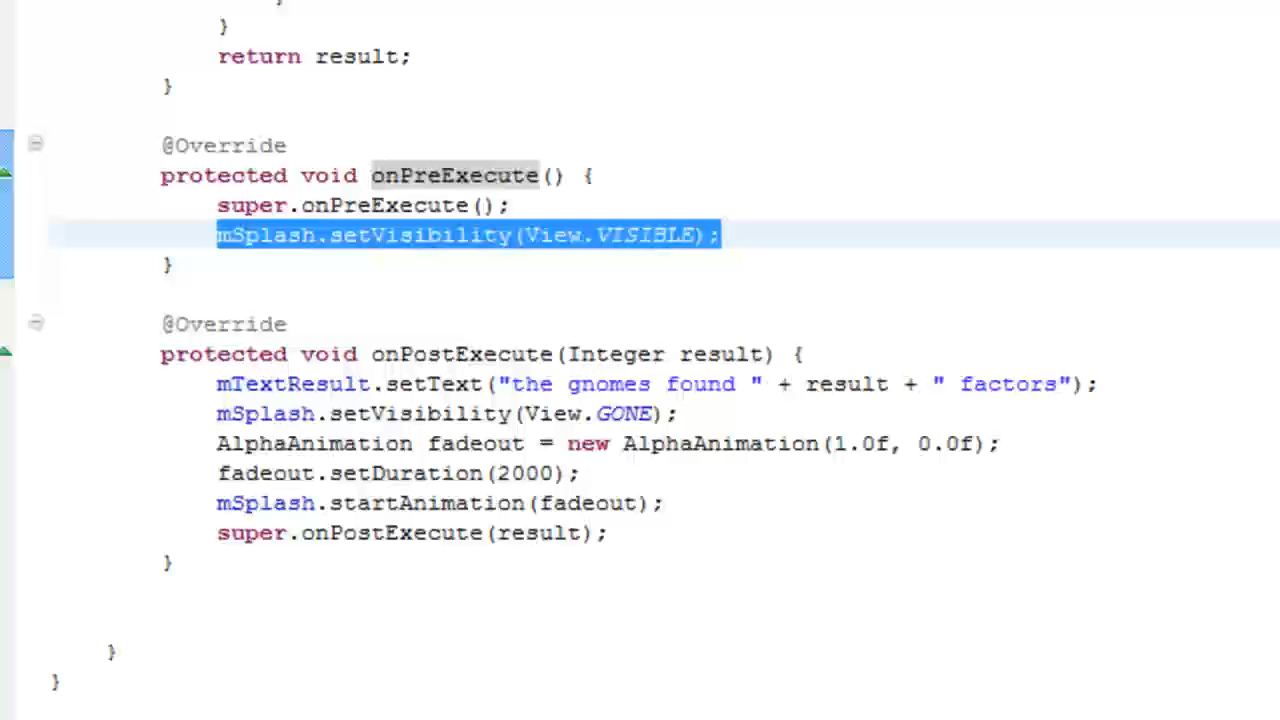 }
return result;
}
@Override
protected void onPreExecute() {
super.onPreExecute();
mSplash.setVisibility(View.VISIBLE);
}
@Override
protected void onPostExecute(Integer result) {
mTextResult.setText("the gnomes found " + result + " factors");
mSplash.setVisibility(View.GONE);
AlphaAnimation fadeout = new AlphaAnimation(1.0f, 0.0f);
fadeout.setDuration(2000);
mSplash.startAnimation(fadeout);
super.onPostExecute(result);
}
}
}